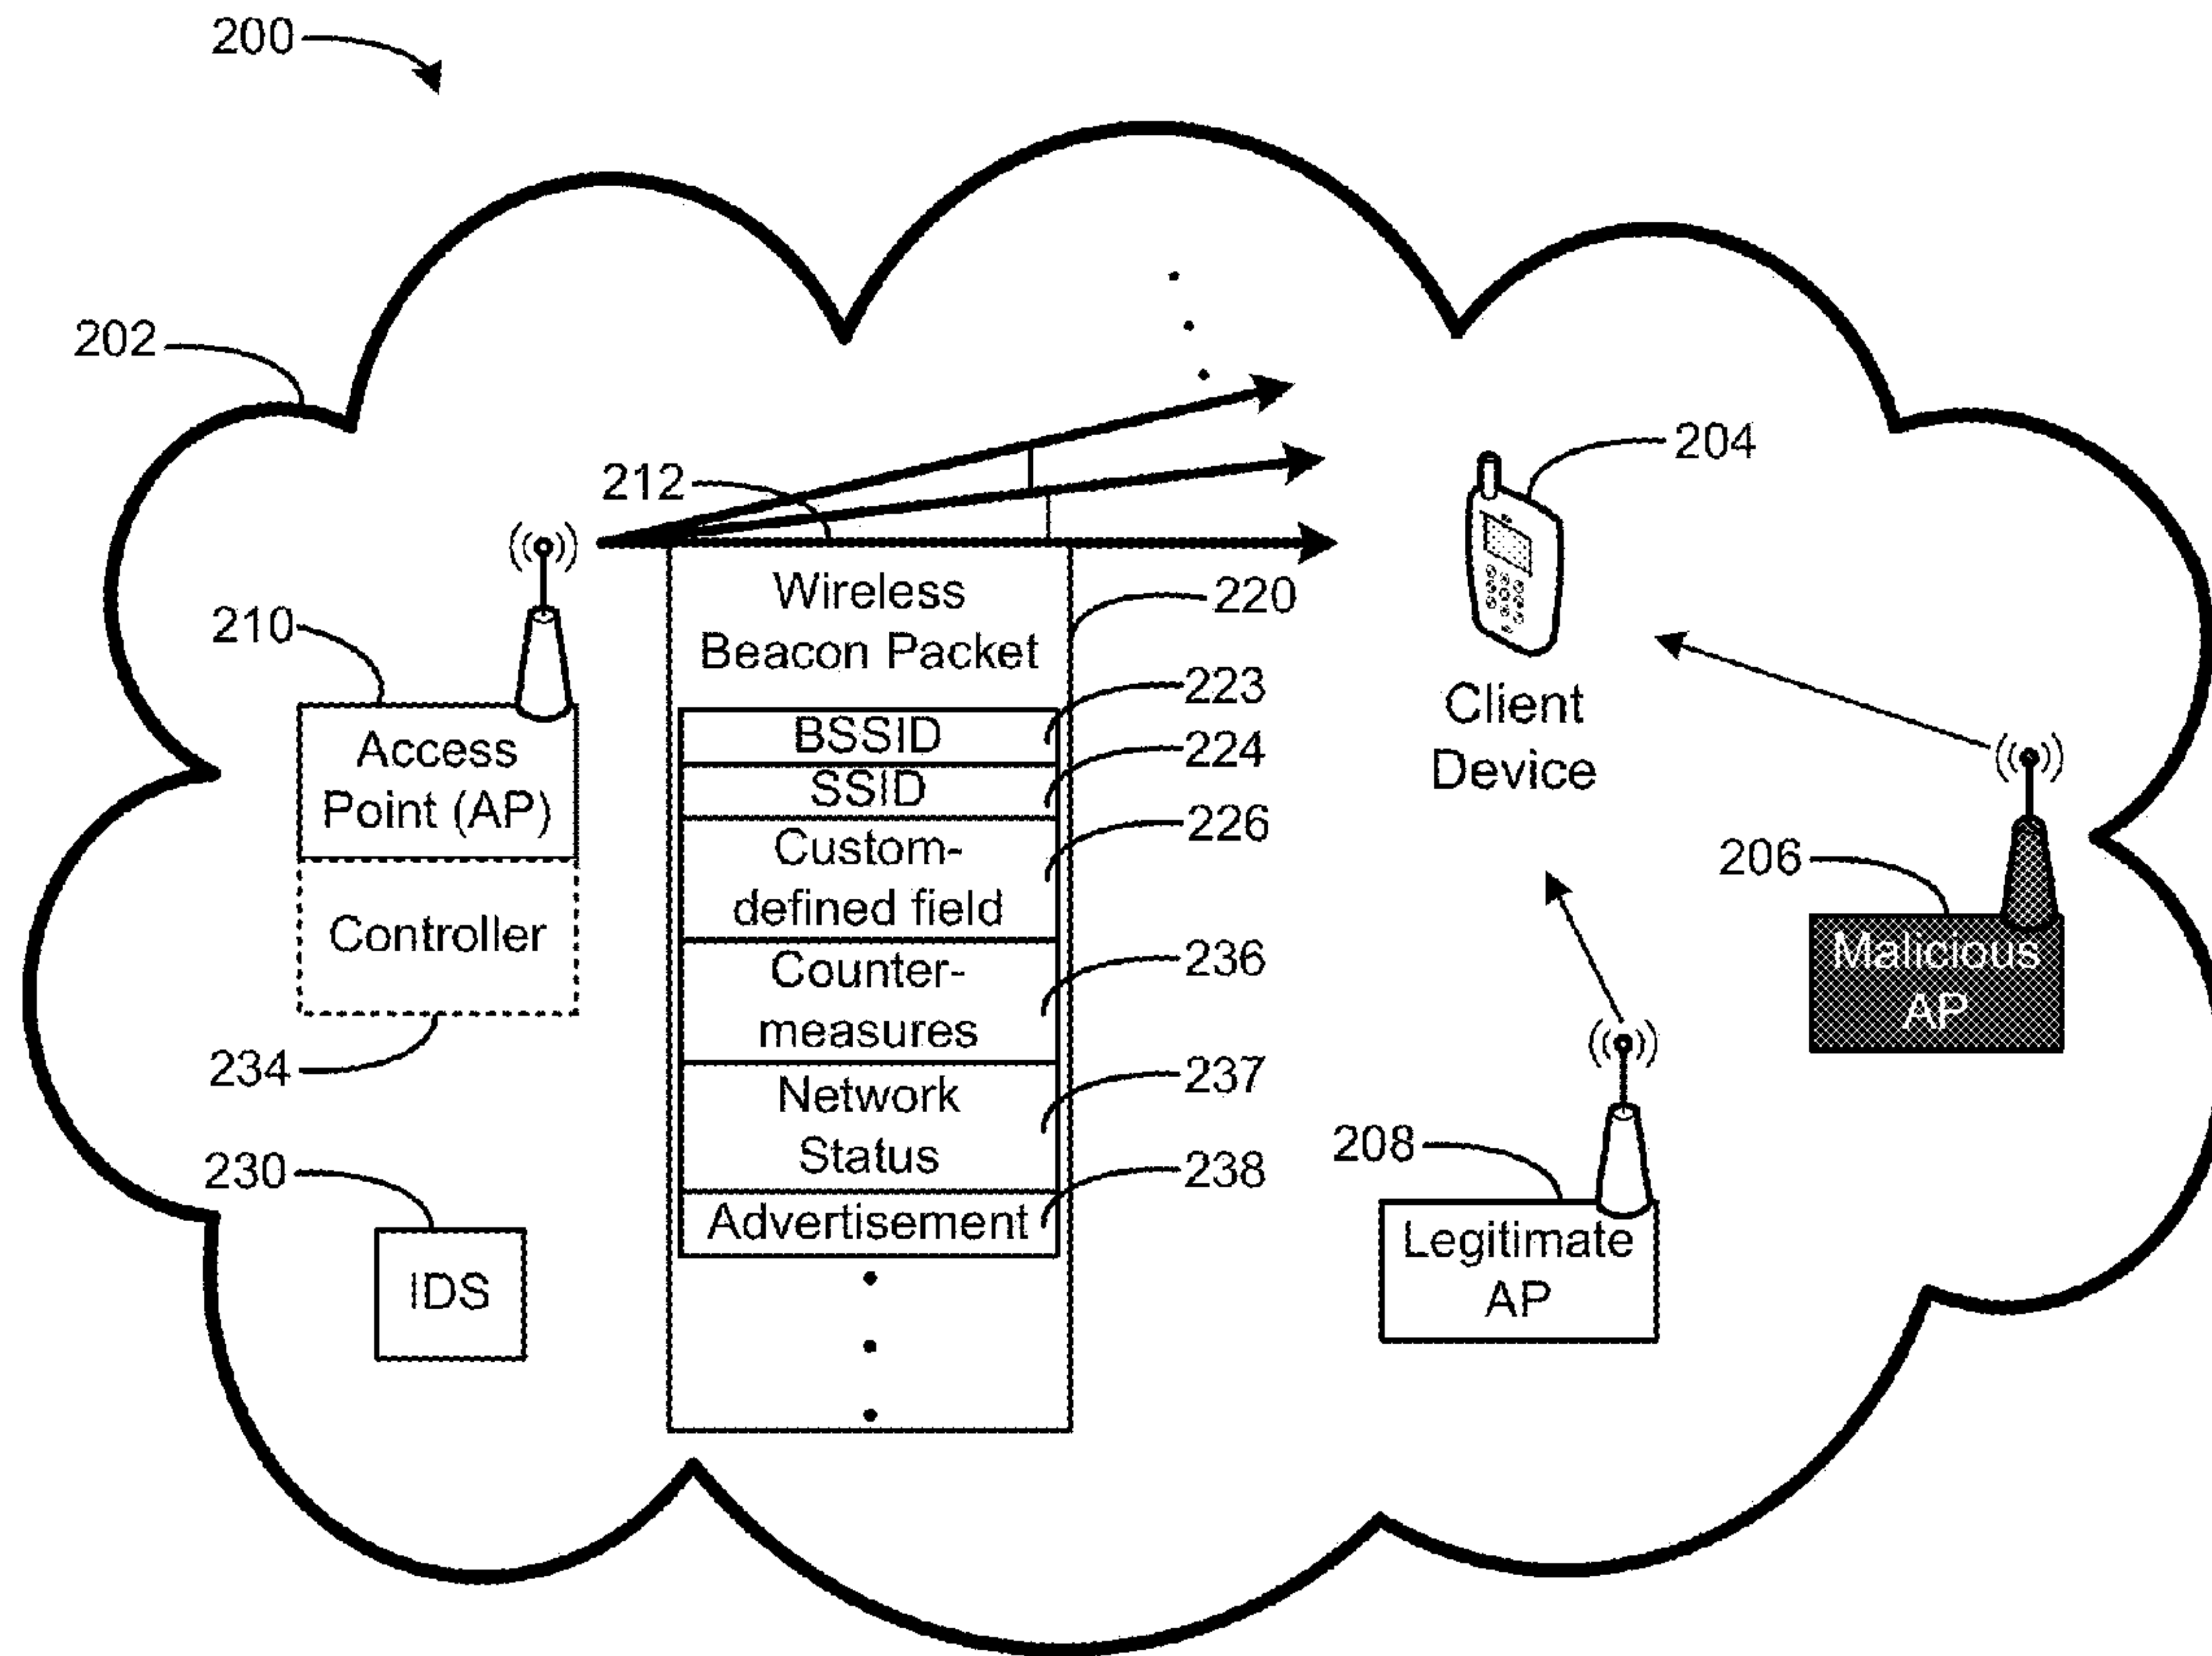 200
202
212
204
Wireless
Beacon Packet
220
210
Access
Point (AP)
Controller
234
BSSID
223
SSID
224
Custom-
defined field
226
Counter-
measures
236
Network
Status
237
Advertisement
238
230
IDS
Client
Device
206
Malicious
AP
208
Legitimate
AP